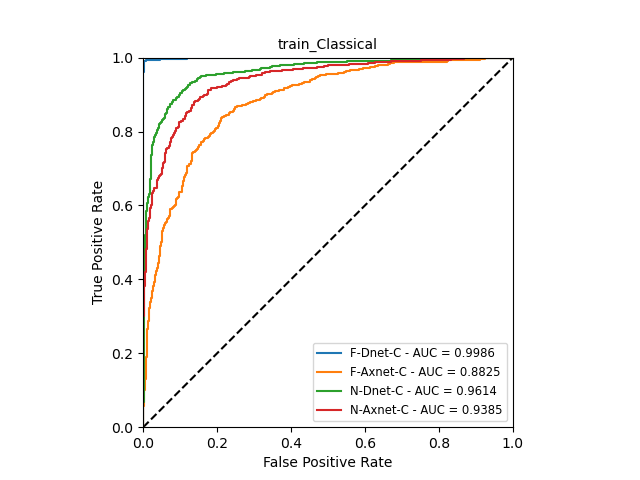 train_Classical
True Positive Rate
1.0
0.8
0.6
0.4
0.2
0.0
F-Dnet-C - AUC = 0.9986
F-Axnet-C - AUC = 0.8825
N-Dnet-C - AUC = 0.9614
N-Axnet-C - AUC = 0.9385
0.0 0.2 0.4 0.6 0.8 1.0
False Positive Rate